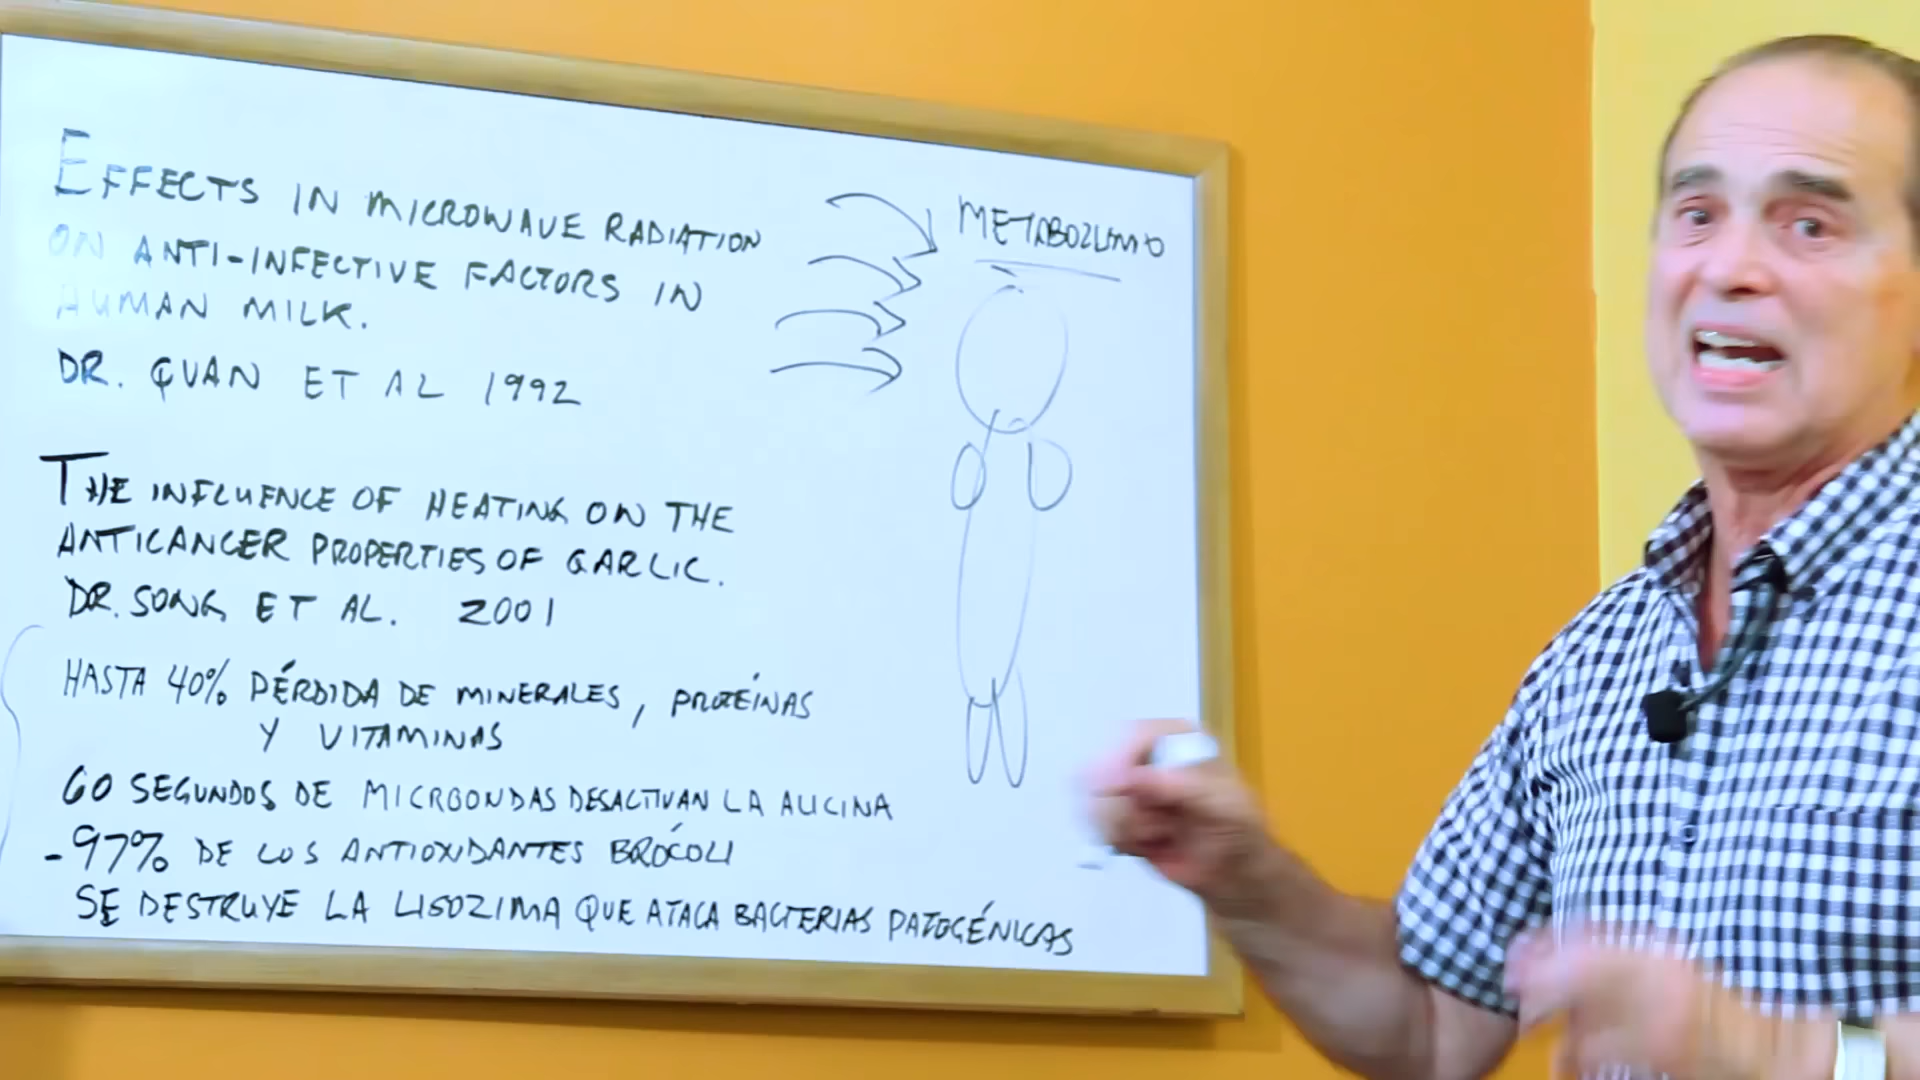 EFFECTS IN MICROWAVE RADIATION
ON ANTI-INFECTIVE FACTORS IN
HUMAN MILK.
DR. QUAN ET AL 1992
THE INFLUENCE OF HEATING ON THE
ANTICANCER PROPERTIES OF GARLIC.
DR. SONG ET AL. 2001
HASTA 40% PÉRDIDA DE MINERALES, PROTEÍNAS
Y VITAMINAS
60 SEGUNDOS DE MICROONDAS DESACTIVAN LA ALICINA
-97% DE LOS ANTIOXIDANTES BRÓCOLI
SE DESTRUYE LA LISOZIMA QUE ATACA BACTERIAS PATOGÉNICAS
METABOLISMO